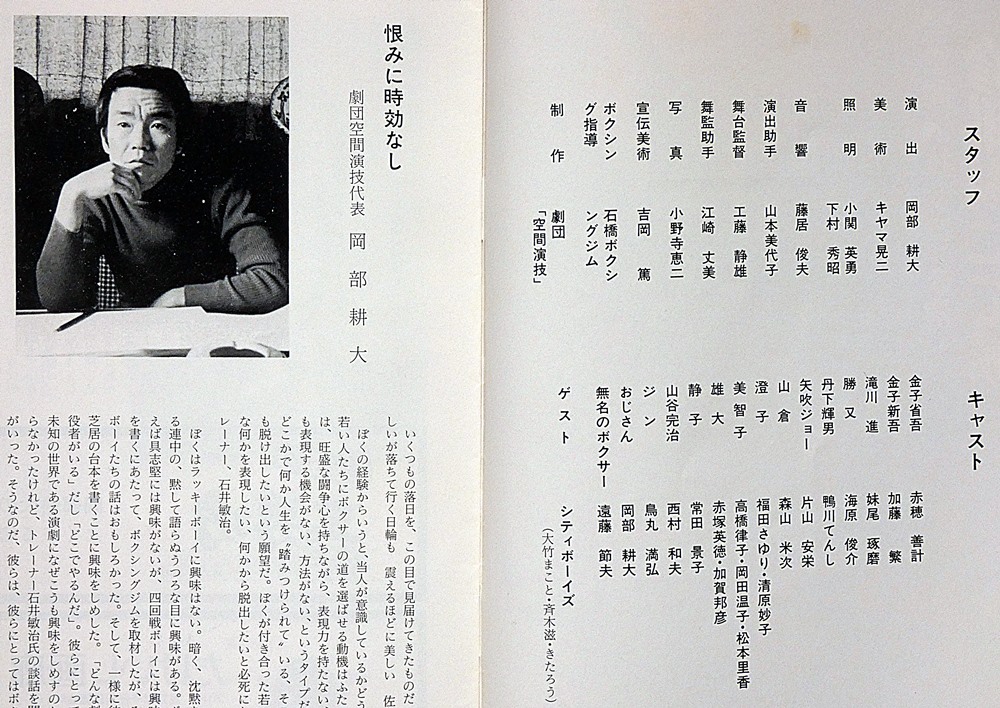 スタッフ
演出 岡部 耕大
美術 キヤマ晃二
照明 小関 英勇
下村 秀昭
音響 藤居 俊夫
演出助手 山本美代子
舞台監督 工藤 静雄
舞監助手 江崎 丈美
写真 小野寺恵二
宣伝美術 吉岡 篤
ボクシン
グ指導
石橋ボクシ
ングジム
制作 劇団
「空間演技」
キャスト
金子省吾 赤穂 善計
金子新吾 加藤 繁
滝川 進 妹尾 琢磨
勝又 海原 俊介
丹下輝男 鴨川てんし
矢吹ジョー 片山 安栄
山倉 森山 米次
澄子 福田さゆり・清原妙子
美智子 高橋律子・岡田温子・松本里香
雄大 赤塚英徳・加賀邦彦
静子 常田 景子
山谷完治 西村 和夫
ジン 鳥丸 満弘
おじさん 岡部 耕大
無名のボクサー 遠藤 節夫
ゲスト シティボーイズ
（大竹まこと・斉木滋・きたろう）
恨みに時効なし
劇団空間演技代表 岡部耕大
いくつもの落日を、この目で見届けてきたものだ
しいが落ちて行く日輪も 震えるほどに美しい 佐
ぼくの経験からいうと、当人が意識しているかどう
若い人たちにボクサーの道を選ばせる動機はふた
は、旺盛な闘争心を持ちながら、表現力を持たない
も表現する機会がない、方法がない、というタイプだ
どこかで何か人生を〝踏みつけられて〟いる、そ
も脱け出したいという願望だ。ぼくが付き合った若
な何かを表現したい、何かから脱出したいと必死に
レーナー、石井敏治。
ぼくはラッキーボーイに興味はない。暗く、沈黙
る連中の、黙して語らぬうつろな目に興味がある。
えば具志堅には興味がないが、四回戦ボーイには興味
を書くにあたって、ボクシングジムを取材したが、
ボーイたちの話はおもしろかった。そして、一様に
芝居の台本を書くことに興味をしめした。「どんな
役者がいる」だし「どこでやるんだ」。彼らにとっ
未知の世界である演劇になぜこうも興味をしめすの
らなかったけれど、トレーナー石井敏治氏の談話を
がいった。そうなのだ、彼らは、彼らにとってはボ